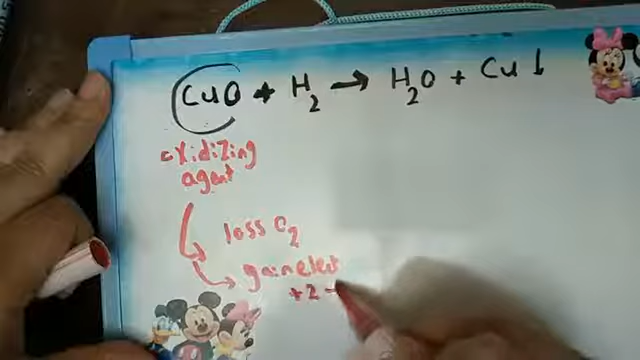 CuO + H₂ → H₂O + Cu ↓
oxidizing
agent
loss O₂
gain elect
+2 →